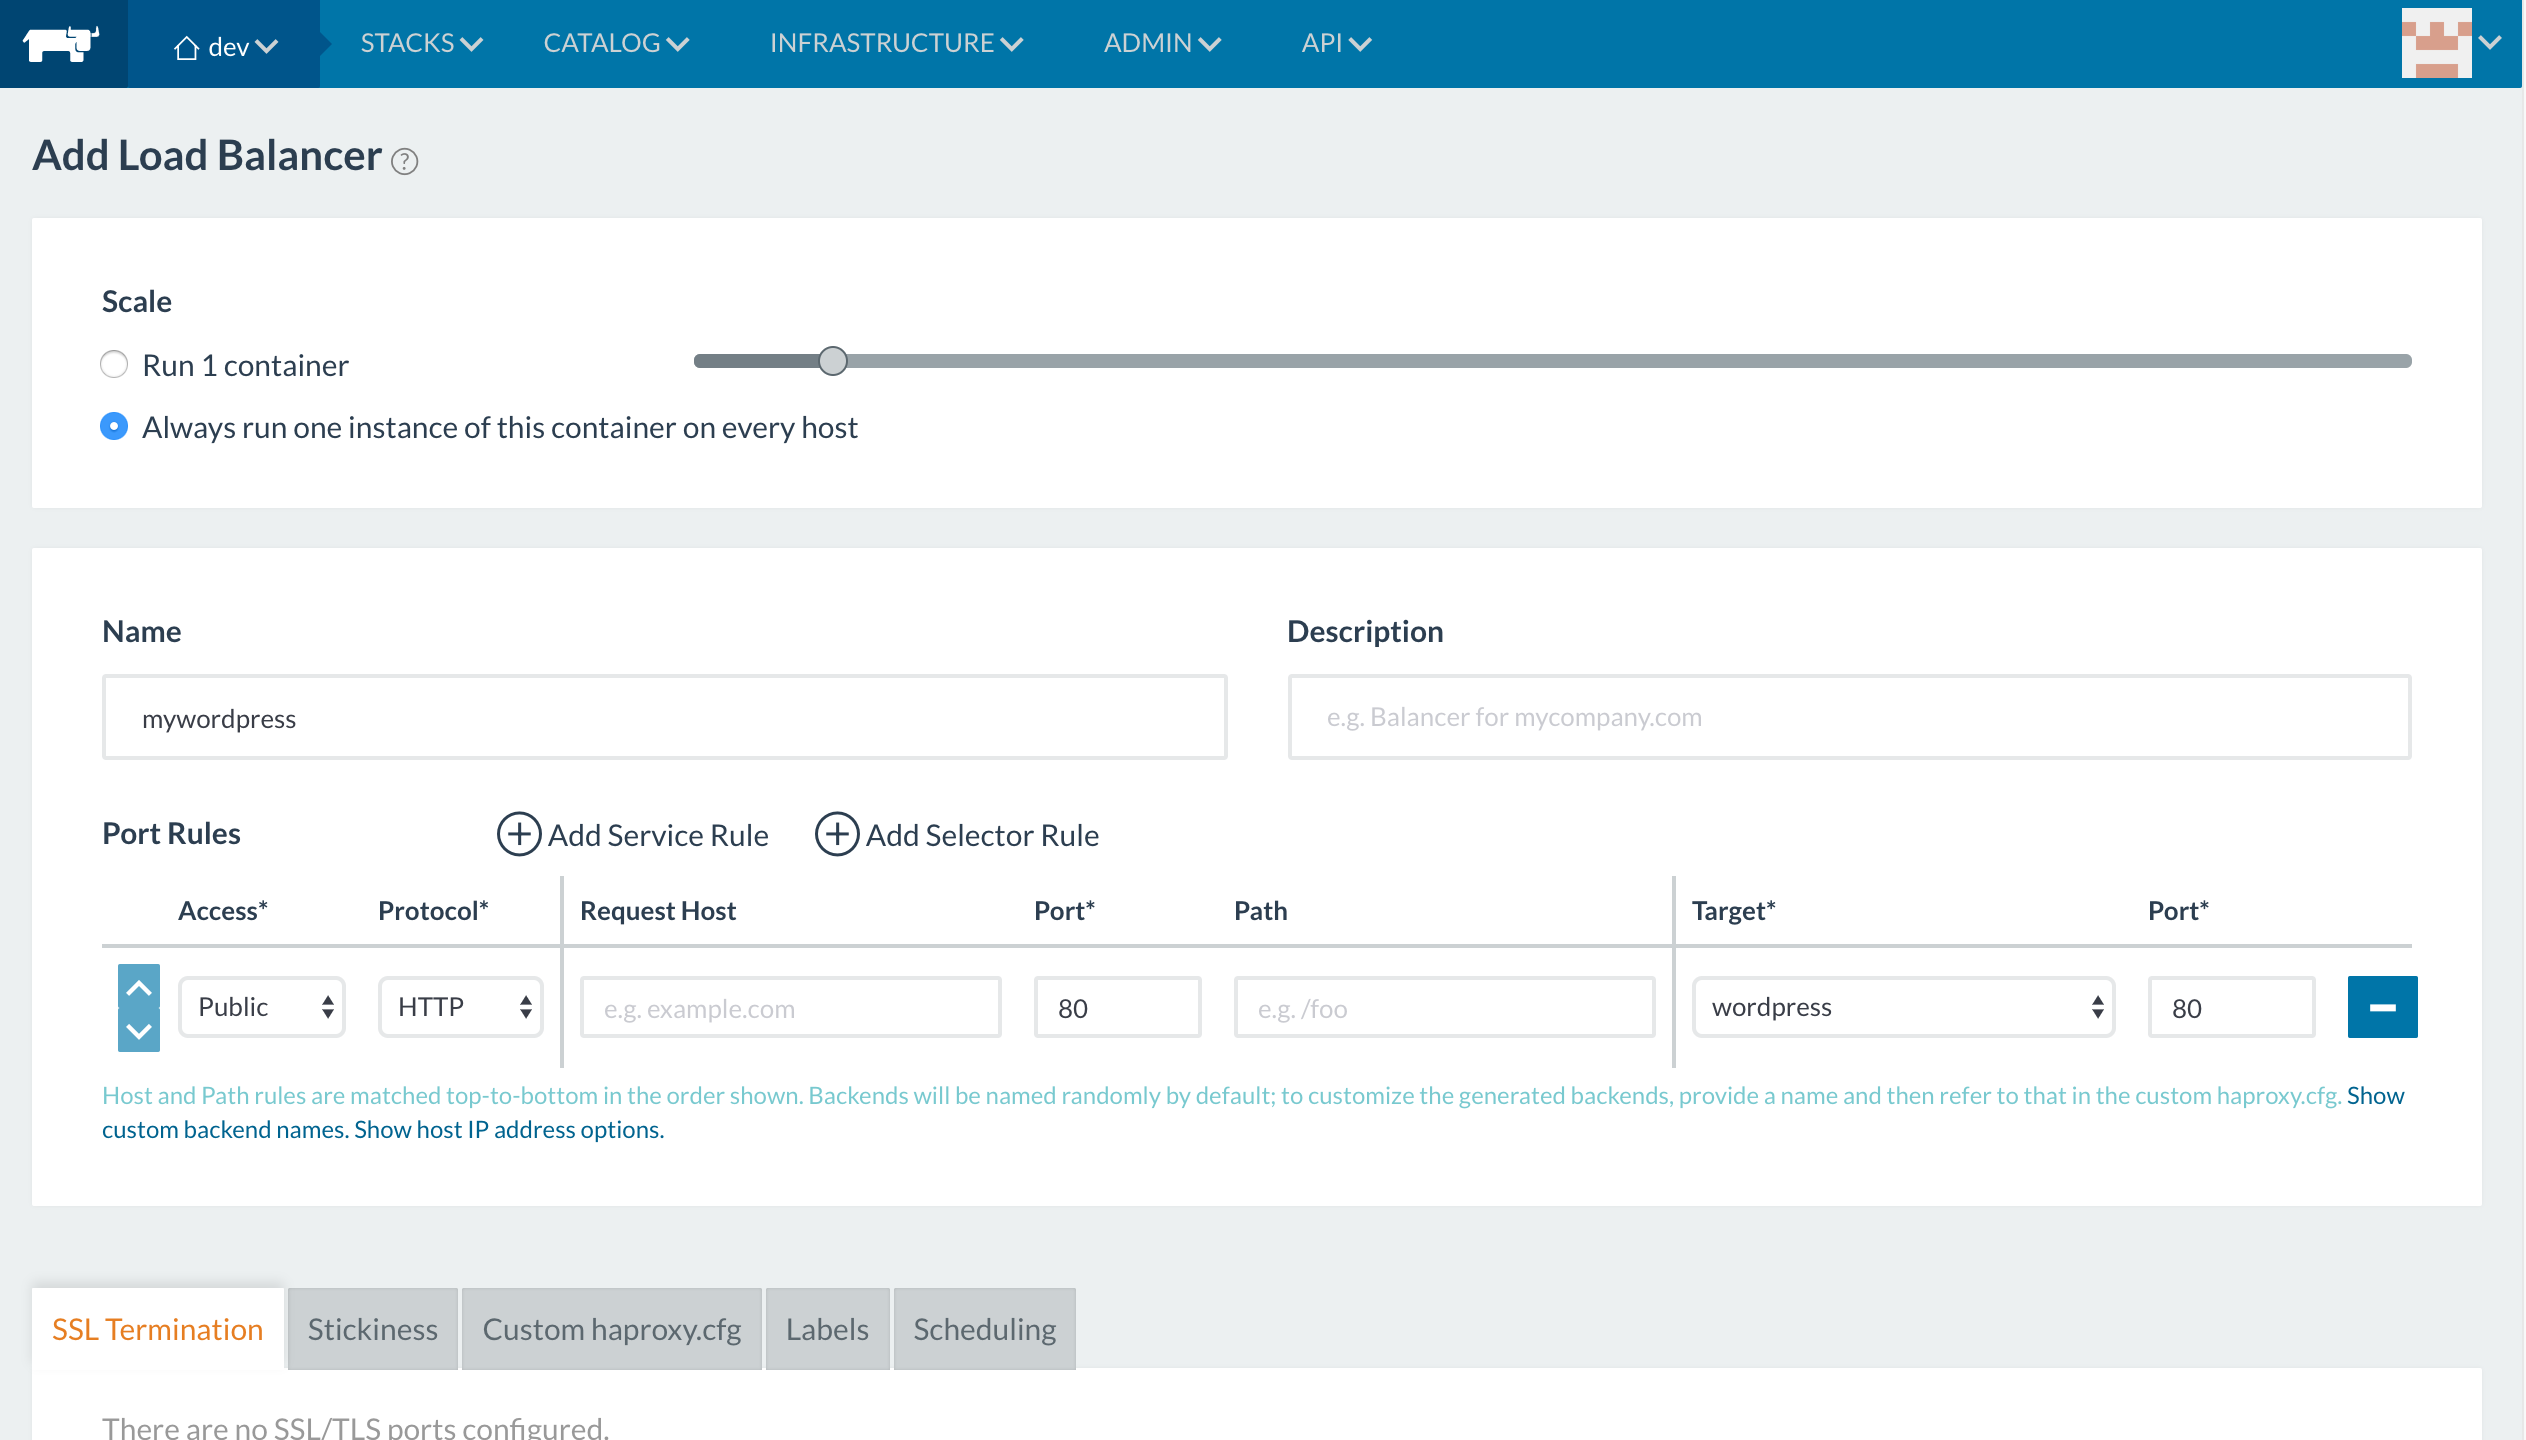 dev STACKS CATALOG INFRASTRUCTURE ADMIN API
Add Load Balancer ?
Scale
Run 1 container
Always run one instance of this container on every host
Name Description
mywordpress e.g. Balancer for mycompany.com
Port Rules Add Service Rule Add Selector Rule
Access* Protocol* Request Host Port* Path Target* Port*
Public HTTP e.g. example.com 80 e.g. /foo wordpress 80
Host and Path rules are matched top-to-bottom in the order shown. Backends will be named randomly by default; to customize the generated backends, provide a name and then refer to that in the custom haproxy.cfg. Show
custom backend names. Show host IP address options.
SSL Termination Stickiness Custom haproxy.cfg Labels Scheduling
There are no SSL/TLS ports configured.